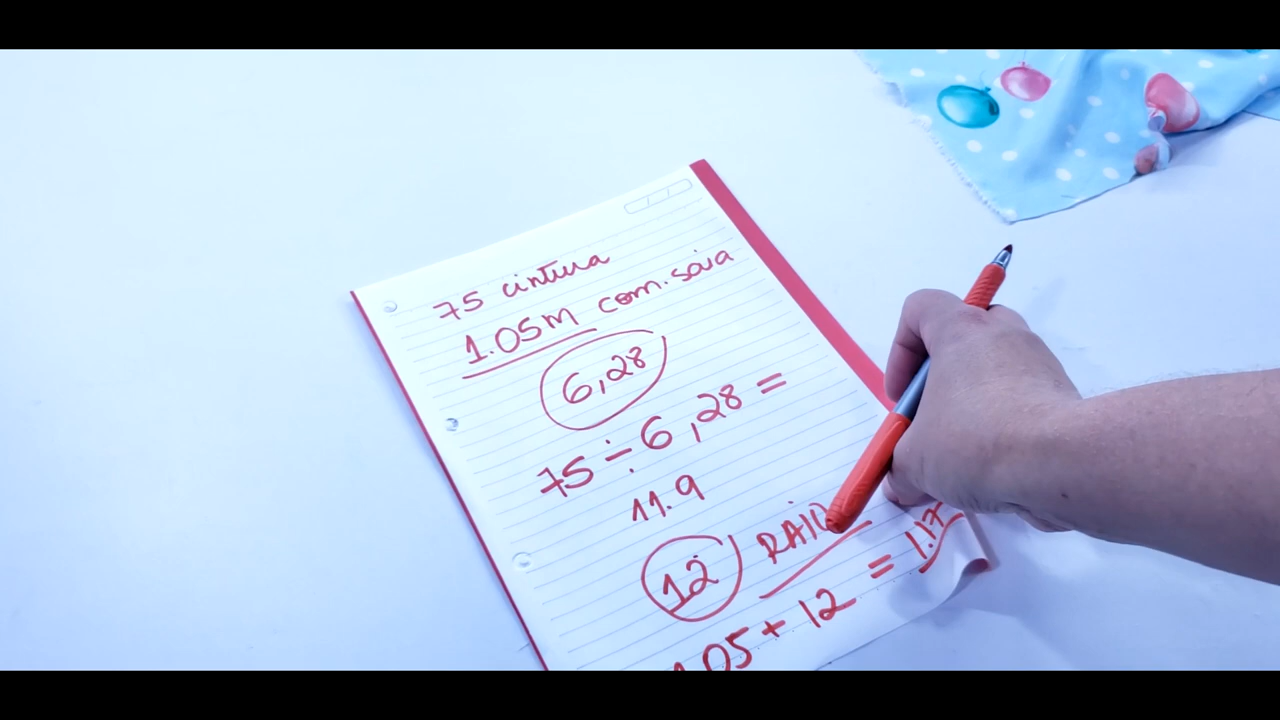 75 cintura
1.05M com. saia
6,28
75 ÷ 6,28 =
11.9
12 RAIO
1.05 + 12 = 1.17